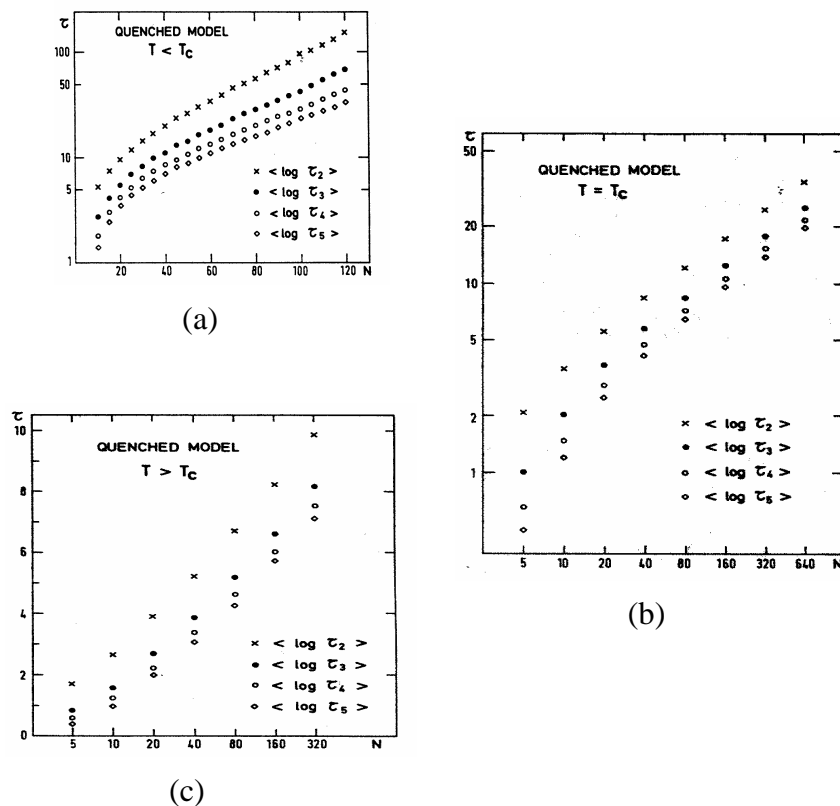 τ
QUENCHED MODEL
T < T_C
100
50
10
5
1
× < log τ₂ >
● < log τ₃ >
○ < log τ₄ >
◇ < log τ₅ >
20 40 60 80 100 120 N
(a)
τ
50
QUENCHED MODEL
T = T_C
20
10
5
2
1
× < log τ₂ >
● < log τ₃ >
○ < log τ₄ >
◇ < log τ₅ >
5 10 20 40 80 160 320 640 N
(b)
τ
10
QUENCHED MODEL
T > T_C
8
6
4
2
0
× < log τ₂ >
● < log τ₃ >
○ < log τ₄ >
◇ < log τ₅ >
5 10 20 40 80 160 320 N
(c)